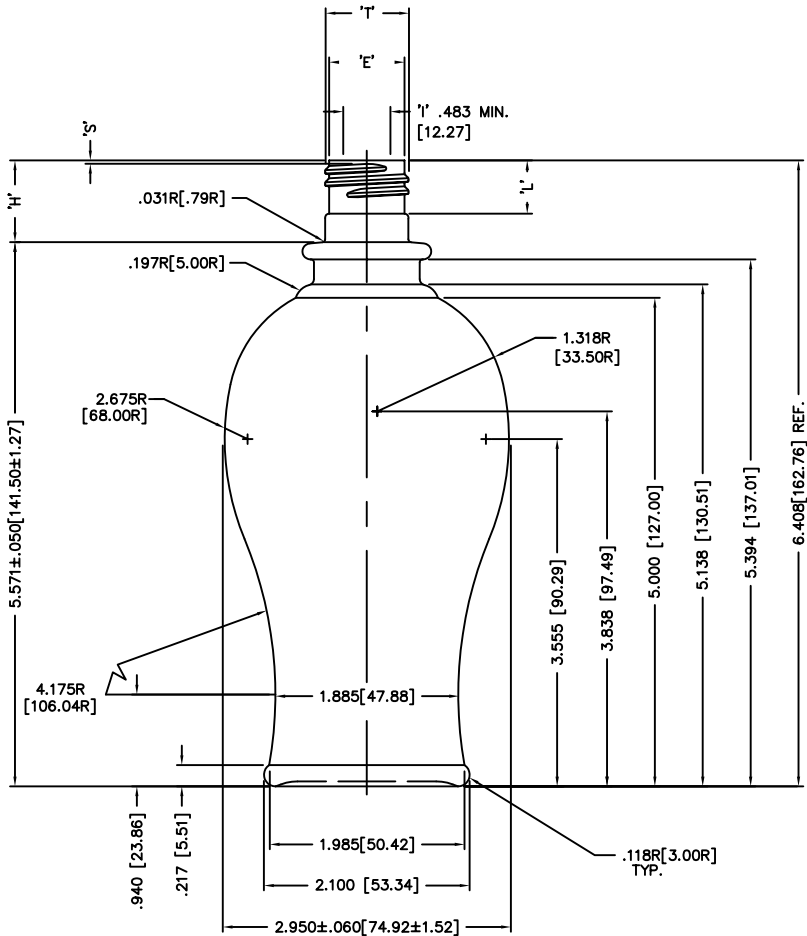 'T'
'E'
'I' .483 MIN.
[12.27]
'S'
'H'
'L'
.031R[.79R]
.197R[5.00R]
1.318R
[33.50R]
2.675R
[68.00R]
5.571±.050[141.50±1.27]
3.555 [90.29]
3.838 [97.49]
5.000 [127.00]
5.138 [130.51]
5.394 [137.01]
6.408[162.76] REF.
4.175R
[106.04R]
1.885[47.88]
.940 [23.86]
.217 [5.51]
1.985[50.42]
.118R[3.00R]
TYP.
2.100 [53.34]
2.950±.060[74.92±1.52]